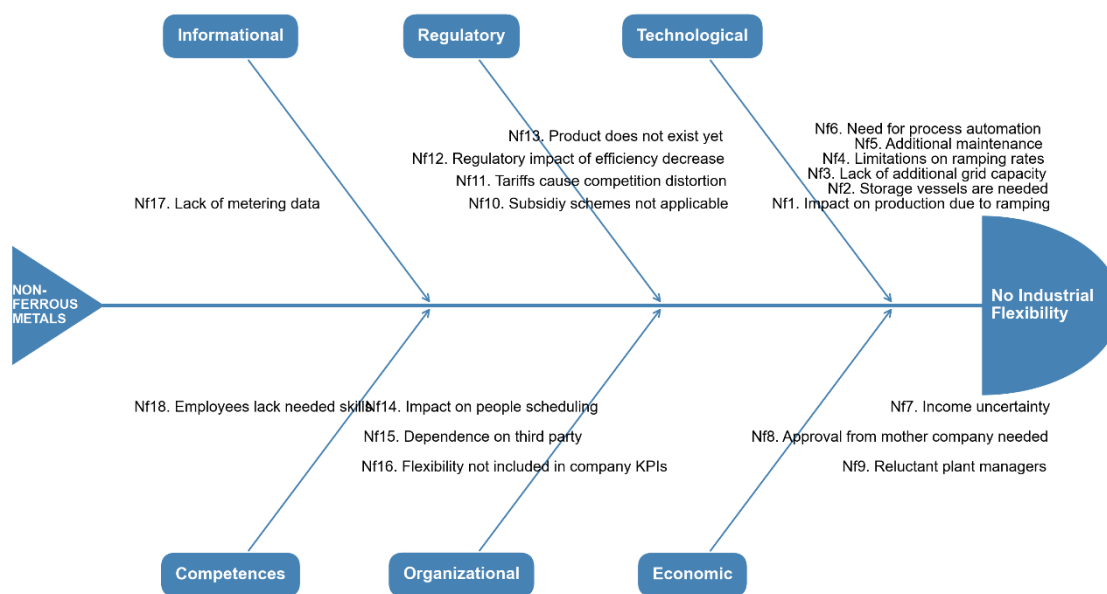 Informational
Regulatory
Technological
Nf6. Need for process automation
Nf13. Product does not exist yet
Nf5. Additional maintenance
Nf12. Regulatory impact of efficiency decrease
Nf4. Limitations on ramping rates
Nf3. Lack of additional grid capacity
Nf11. Tariffs cause competition distortion
Nf2. Storage vessels are needed
Nf17. Lack of metering data
Nf10. Subsidiy schemes not applicable
Nf1. Impact on production due to ramping
NON-
FERROUS
METALS
No Industrial
Flexibility
Nf18. Employees lack needed skills
Nf14. Impact on people scheduling
Nf7. Income uncertainty
Nf15. Dependence on third party
Nf8. Approval from mother company needed
Nf16. Flexibility not included in company KPIs
Nf9. Reluctant plant managers
Competences
Organizational
Economic